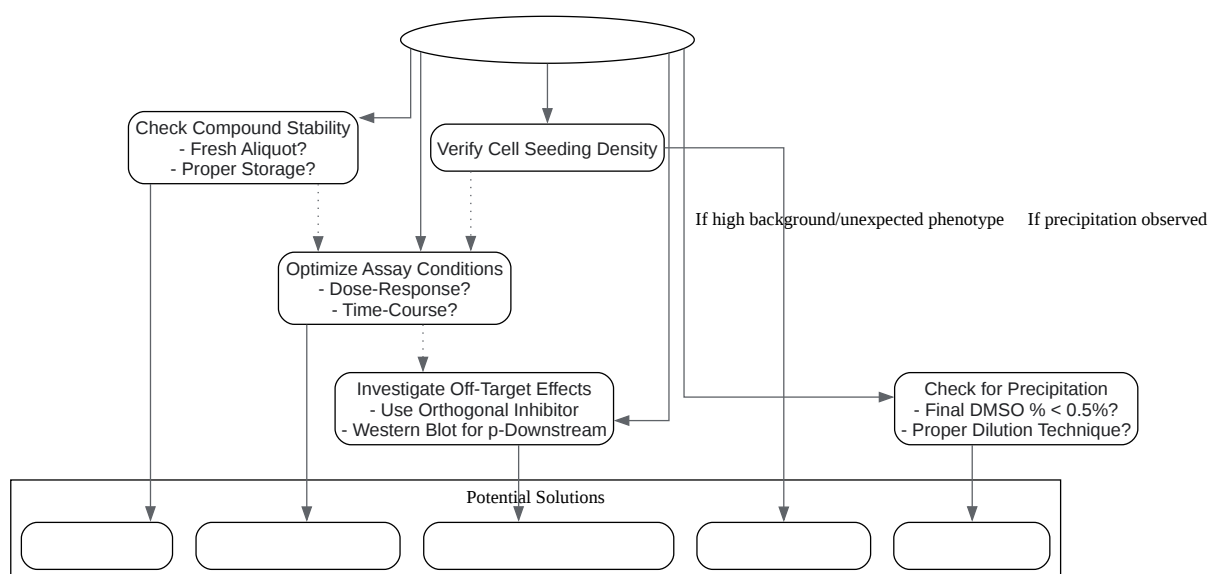 Check Compound Stability
- Fresh Aliquot?
- Proper Storage?
Verify Cell Seeding Density
If high background/unexpected phenotype
If precipitation observed
Optimize Assay Conditions
- Dose-Response?
- Time-Course?
Investigate Off-Target Effects
- Use Orthogonal Inhibitor
- Western Blot for p-Downstream
Check for Precipitation
- Final DMSO % < 0.5%?
- Proper Dilution Technique?
Potential Solutions